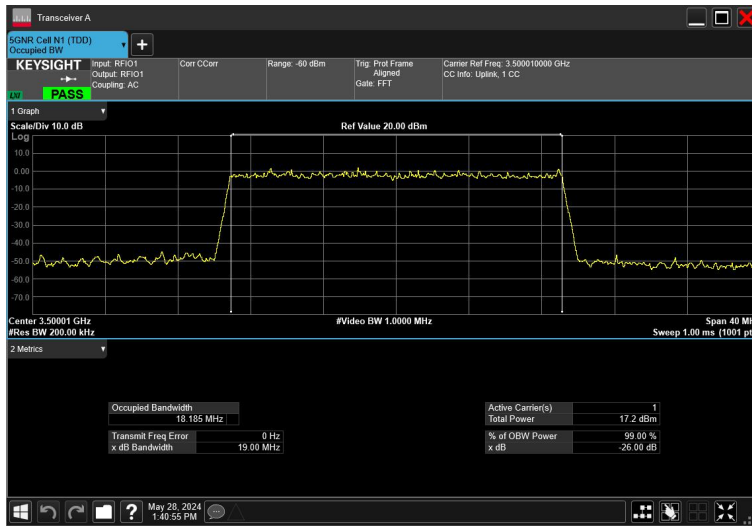 Transceiver A
5GNR Cell N1 (TDD)
Occupied BW
KEYSIGHT
Input: RFIO1
Output: RFIO1
Coupling: AC
Corr CCorr
Range: -60 dBm
Trig: Prot Frame
Aligned
Gate: FFT
Carrier Ref Freq: 3.500010000 GHz
CC Info: Uplink, 1 CC
LXI
PASS
1 Graph
Scale/Div 10.0 dB
Ref Value 20.00 dBm
Log
10.0
0.00
-10.0
-20.0
-30.0
-40.0
-50.0
-60.0
-70.0
Center 3.50001 GHz
#Video BW 1.0000 MHz
Span 40 MH
#Res BW 200.00 kHz
Sweep 1.00 ms (1001 pt
2 Metrics
Occupied Bandwidth
18.185 MHz
Transmit Freq Error 0 Hz
x dB Bandwidth 19.00 MHz
Active Carrier(s) 1
Total Power 17.2 dBm
% of OBW Power 99.00 %
x dB -26.00 dB
May 28, 2024
1:40:55 PM